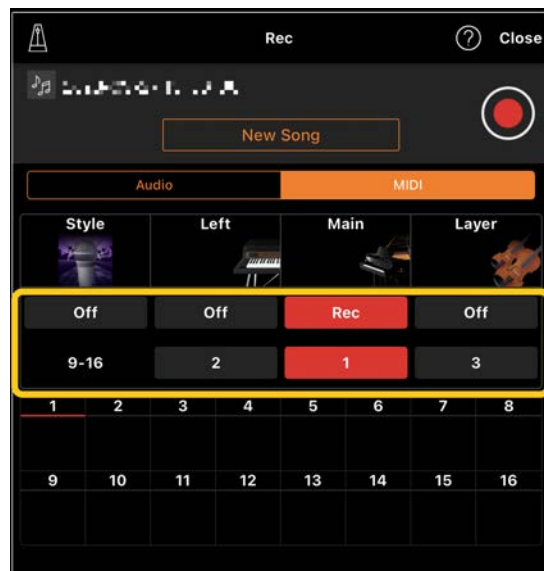 Rec
? Close
New Song
Audio MIDI
Style Left Main Layer
Off Off Rec Off
9-16 2 1 3
1 2 3 4 5 6 7 8
9 10 11 12 13 14 15 16